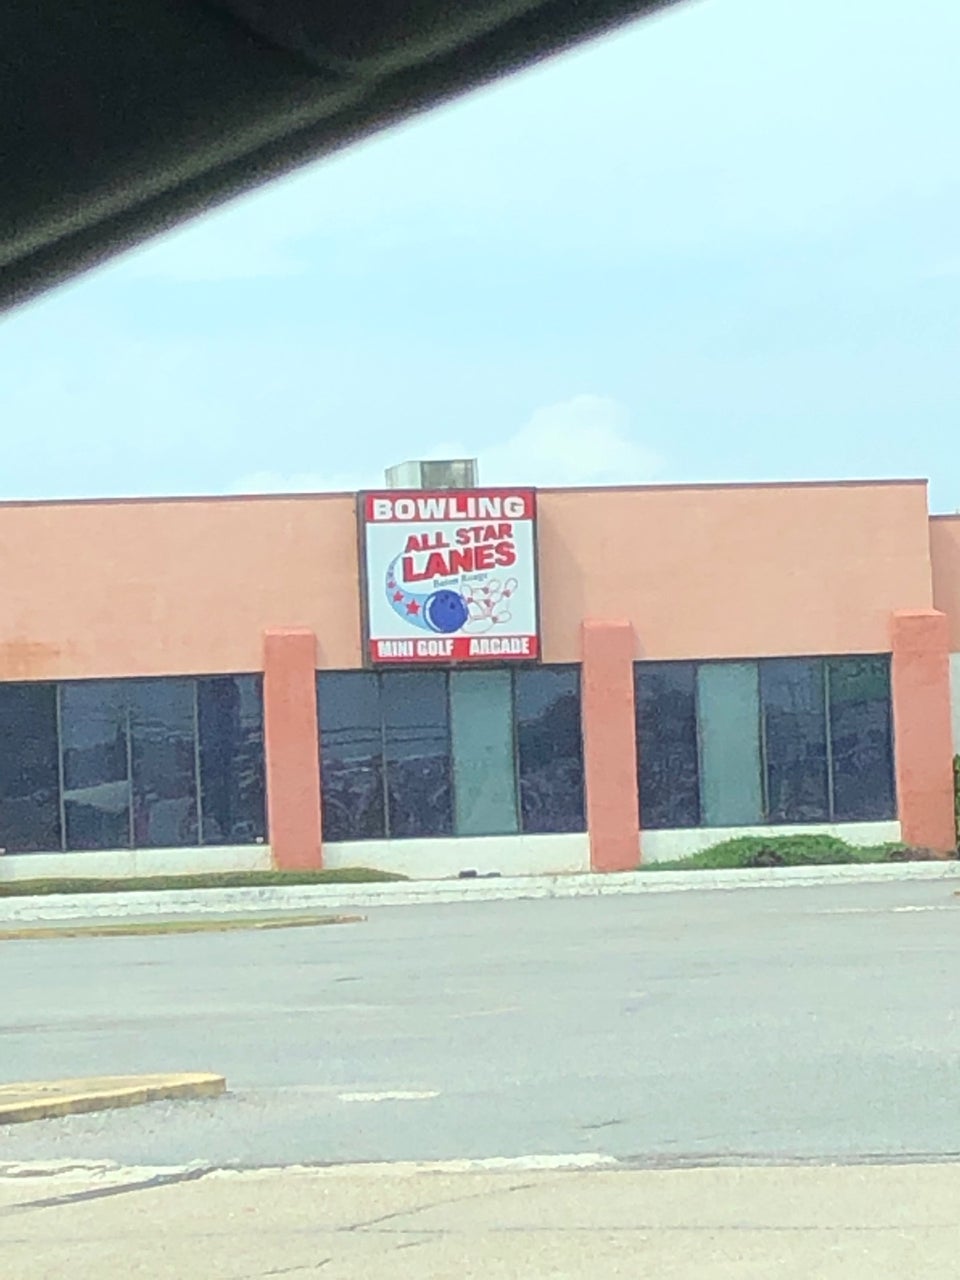 BOWLING
ALL STAR
LANES
Baton Rouge
MINI GOLF ARCADE